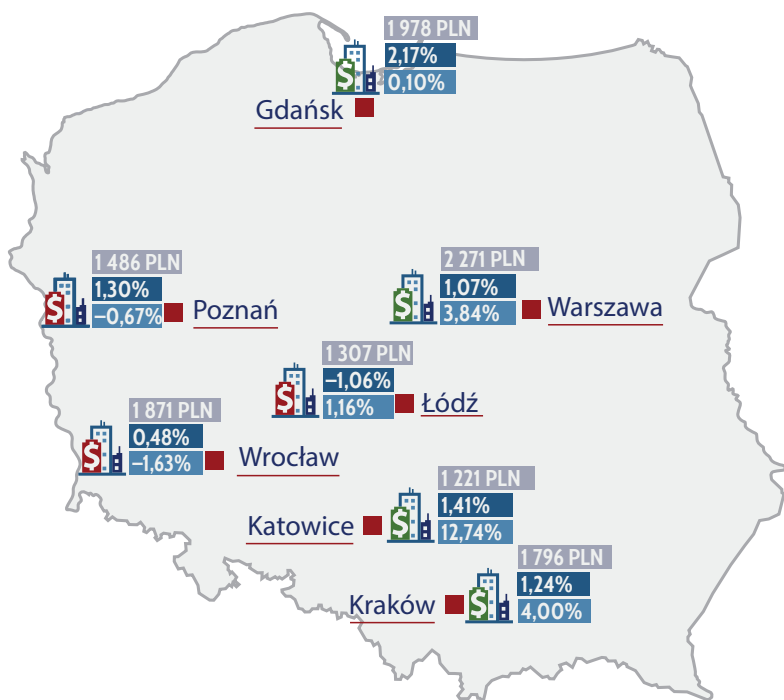 1 978 PLN
2,17%
0,10%
Gdańsk
1 486 PLN
1,30%
–0,67%
Poznań
2 271 PLN
1,07%
3,84%
Warszawa
1 307 PLN
–1,06%
1,16%
Łódź
1 871 PLN
0,48%
–1,63%
Wrocław
1 221 PLN
1,41%
12,74%
Katowice
1 796 PLN
1,24%
4,00%
Kraków